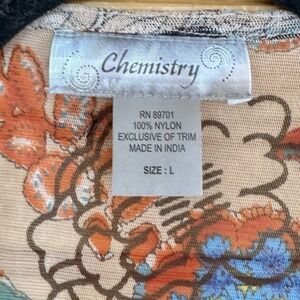 Chemistry
RN 89701
100% NYLON
EXCLUSIVE OF TRIM
MADE IN INDIA
SIZE : L